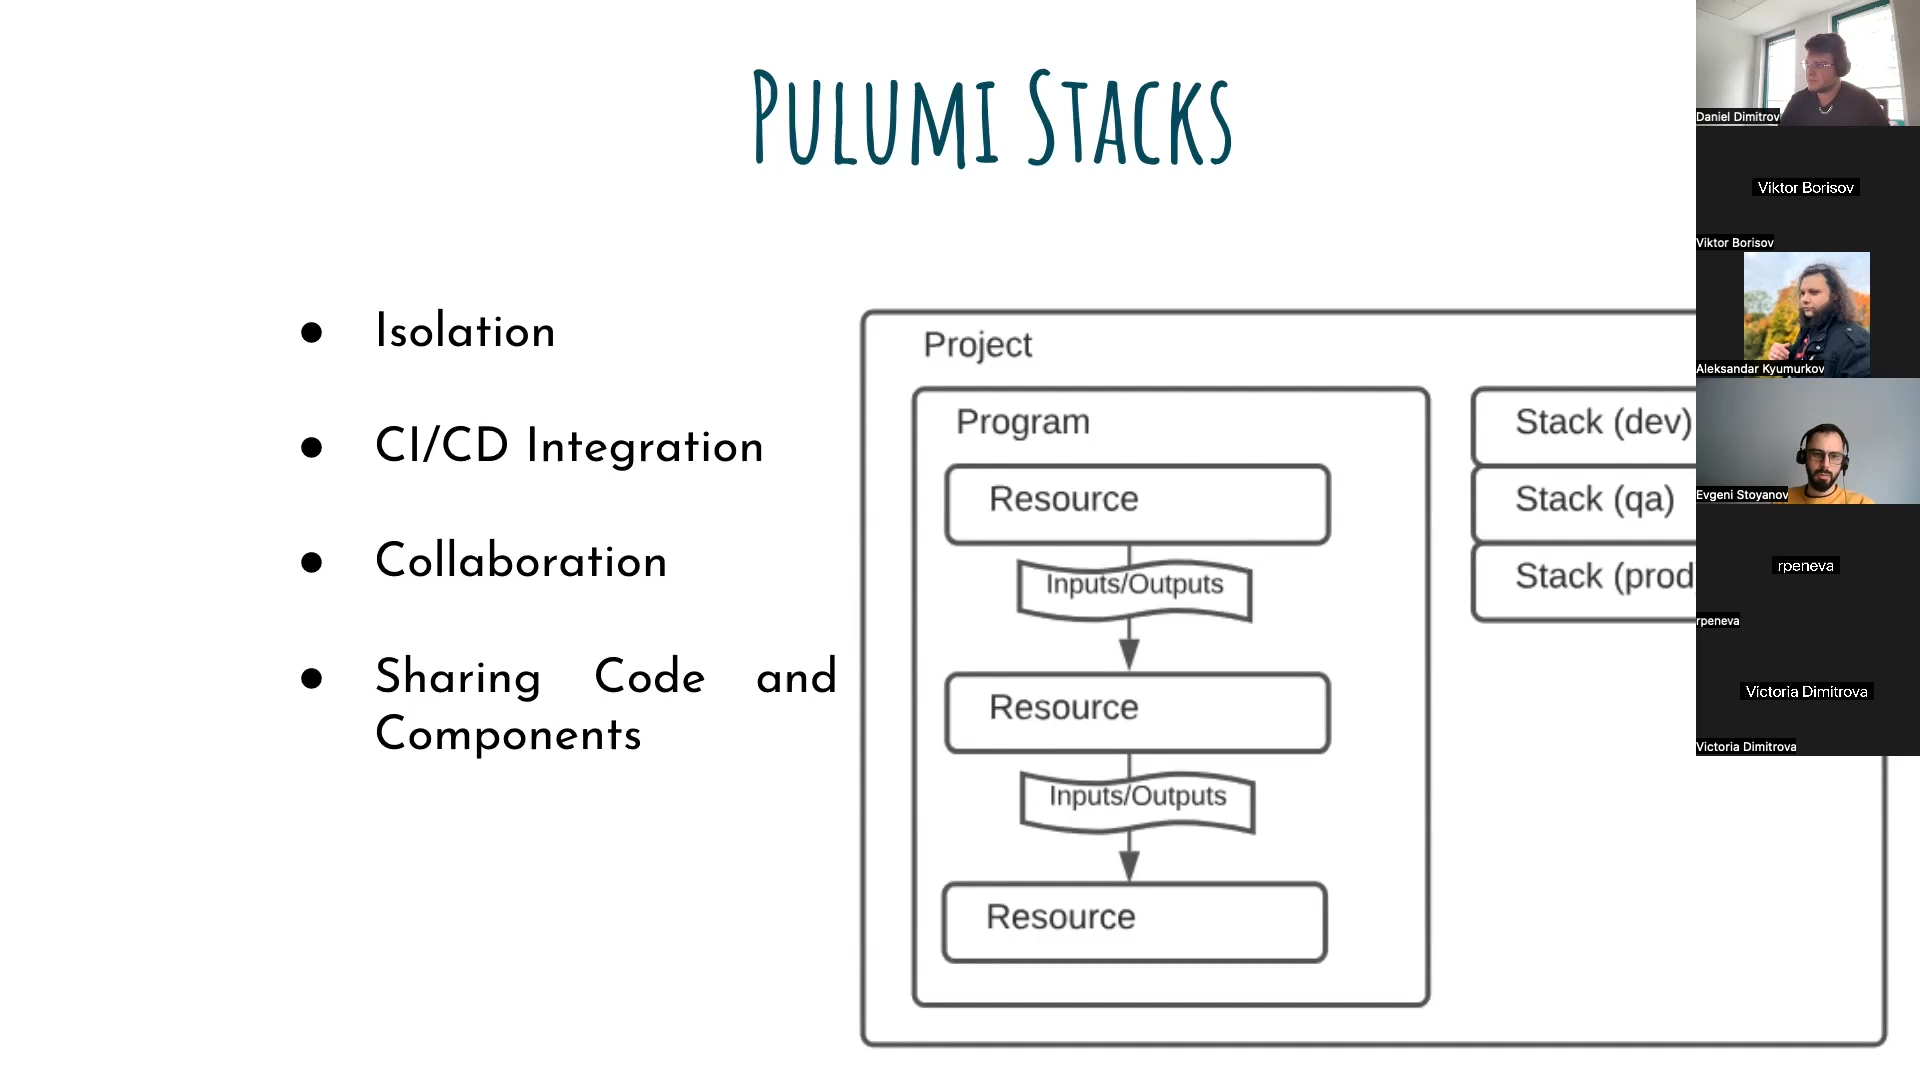 Pulumi Stacks
● Isolation
● CI/CD Integration
● Collaboration
● Sharing Code and
Components
Project
Program
Resource
Inputs/Outputs
Resource
Inputs/Outputs
Resource
Stack (dev)
Stack (qa)
Stack (prod
Daniel Dimitrov
Viktor Borisov
Viktor Borisov
Aleksandar Kyumurkov
Evgeni Stoyanov
rpeneva
rpeneva
Victoria Dimitrova
Victoria Dimitrova